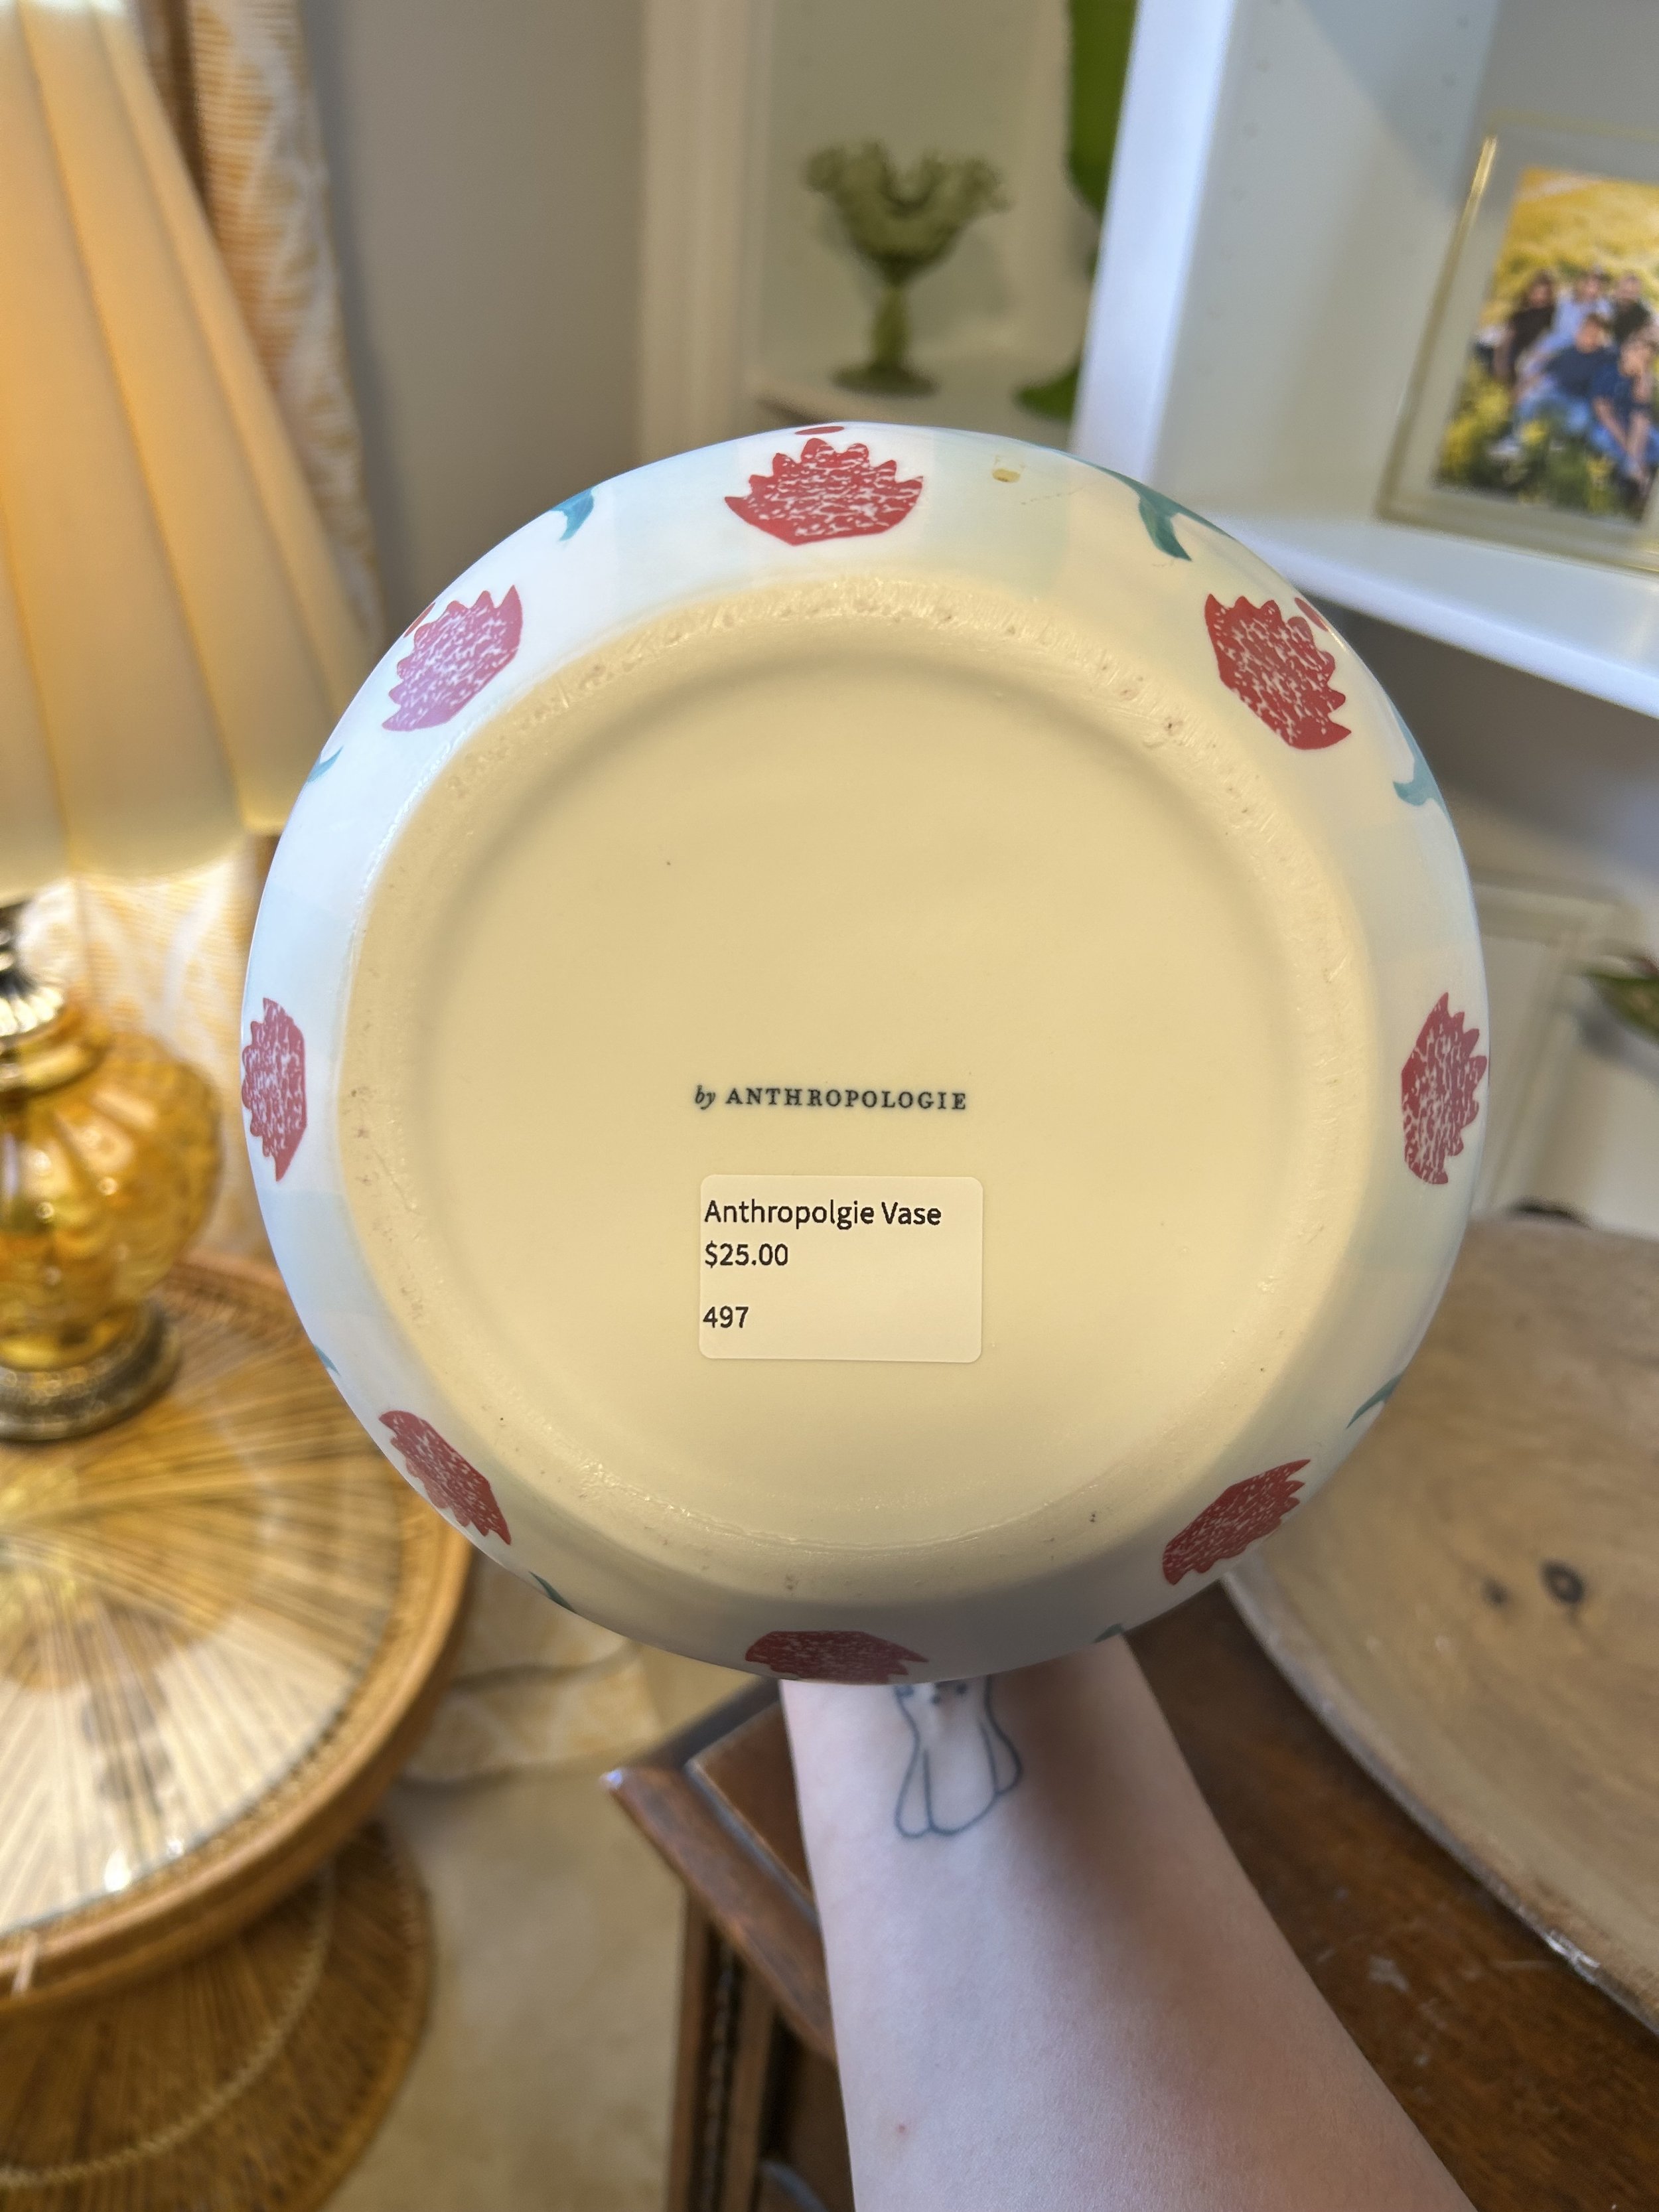 by ANTHROPOLOGIE
Anthropolgie Vase
$25.00
497